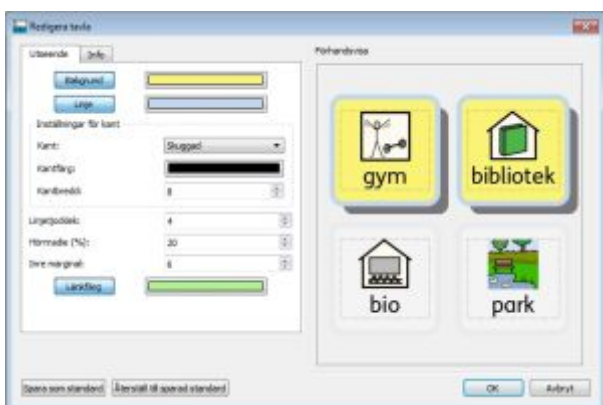 Redigera tavla
Utseende Info
Bakgrund
Linje
Inställningar för kant
Kant: Skuggad
Kantfärg:
Kantbredd: 8
Linjetjocklek: 4
Hörnradie (%): 20
Inre marginal: 6
Länkfärg
Förhandsvisa
gym bibliotek
bio park
Spara som standard Återställ till sparad standard OK Avbryt